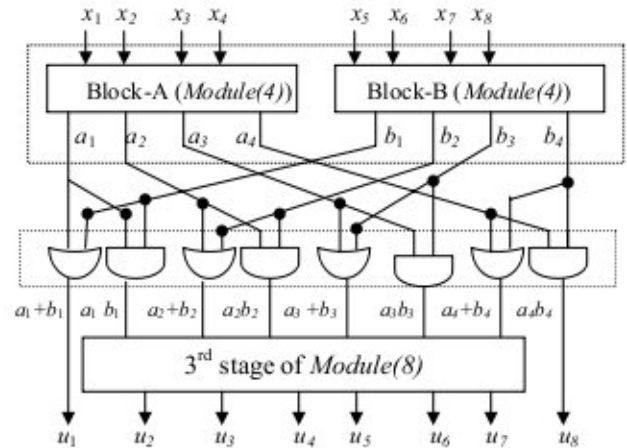 x₁ x₂ x₃ x₄ x₅ x₆ x₇ x₈
Block-A (Module(4)) Block-B (Module(4))
a₁ a₂ a₃ a₄ b₁ b₂ b₃ b₄
a₁+b₁ a₁ b₁ a₂+b₂ a₂b₂ a₃ +b₃ a₃b₃ a₄+b₄ a₄b₄
3ʳᵈ stage of Module(8)
u₁ u₂ u₃ u₄ u₅ u₆ u₇ u₈